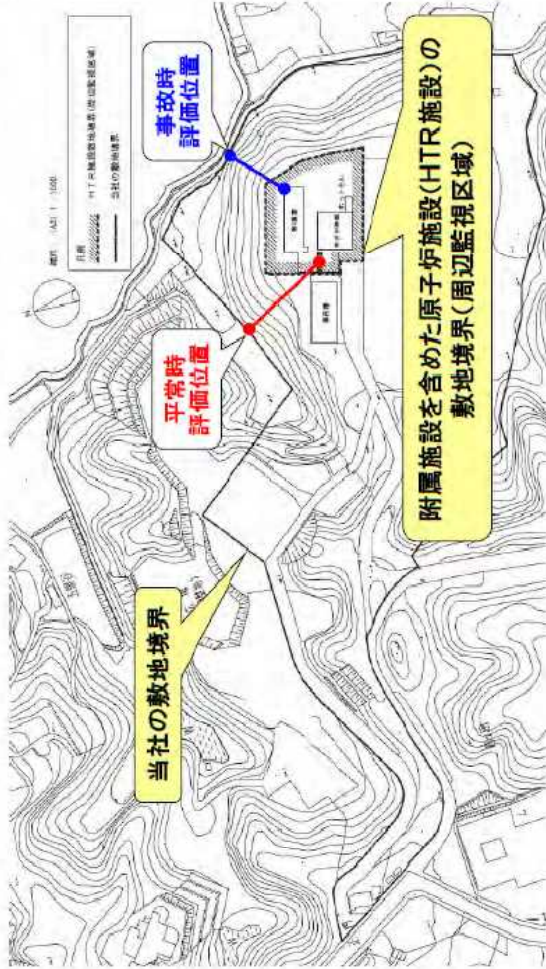 縮尺 (A3) 1：1000
凡例
HTR施設敷地境界(周辺監視区域)
当社の敷地境界
事故時
評価位置
平常時
評価位置
当社の敷地境界
附属施設を含めた原子炉施設(HTR施設)の
敷地境界(周辺監視区域)